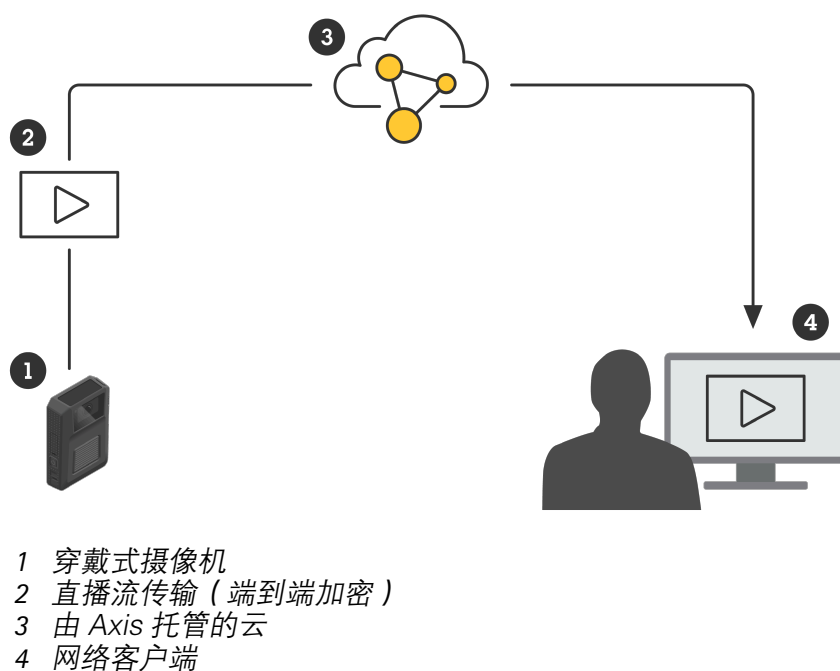 3
2
4
1
1 穿戴式摄像机
2 直播流传输（端到端加密）
3 由 Axis 托管的云
4 网络客户端